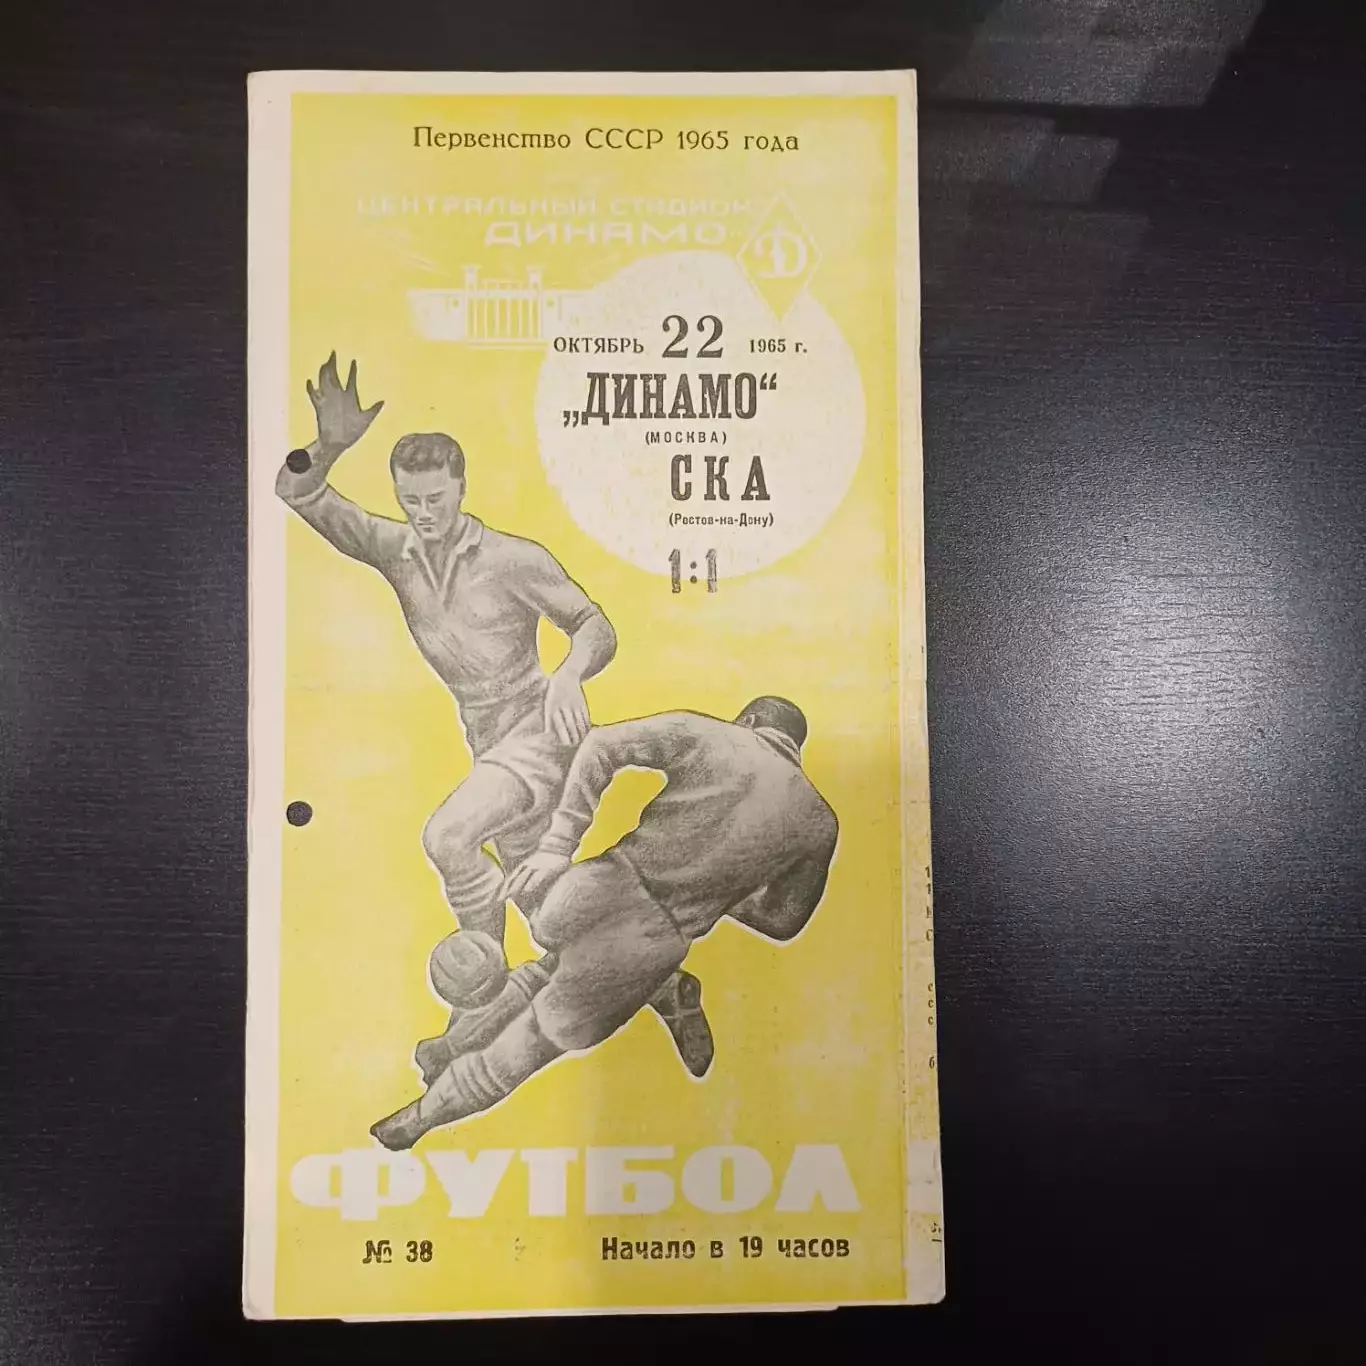 Первенство СССР 1965 года
ЦЕНТРАЛЬНЫЙ СТАДИОН
ДИНАМО
Д
ОКТЯБРЬ 22 1965 г.
„ДИНАМО“
(МОСКВА)
СКА
(Ростов-на-Дону)
1:1
ФУТБОЛ
№ 38 Начало в 19 часов